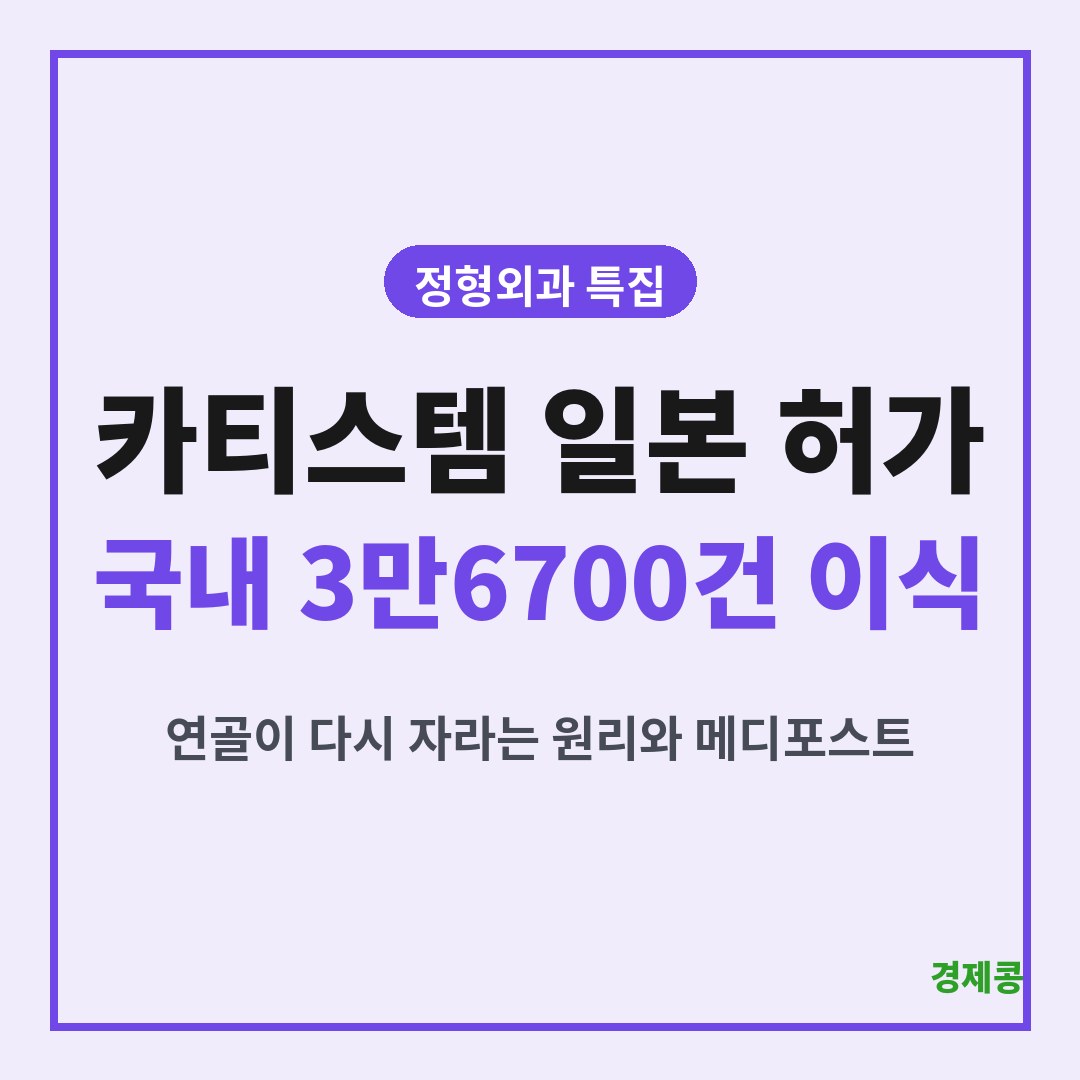 정형외과 특집
카티스템 일본 허가
국내 3만6700건 이식
연골이 다시 자라는 원리와 메디포스트
경제콩